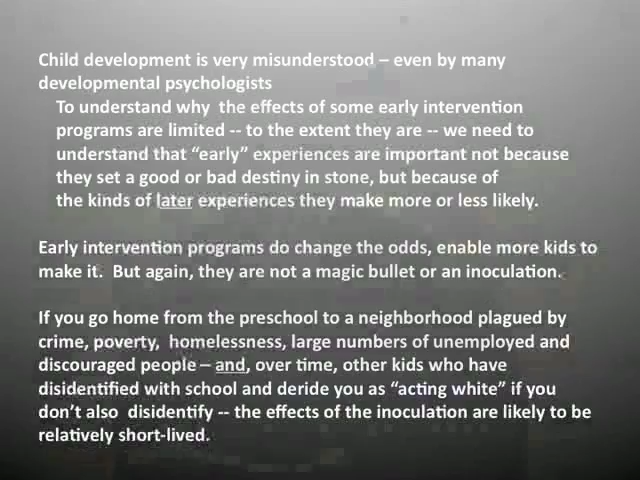 Child development is very misunderstood – even by many
developmental psychologists
To understand why  the effects of some early intervention
programs are limited -- to the extent they are -- we need to
understand that “early” experiences are important not because
they set a good or bad destiny in stone, but because of
the kinds of later experiences they make more or less likely.
Early intervention programs do change the odds, enable more kids to
make it.  But again, they are not a magic bullet or an inoculation.
If you go home from the preschool to a neighborhood plagued by
crime, poverty,  homelessness, large numbers of unemployed and
discouraged people – and, over time, other kids who have
disidentified with school and deride you as “acting white” if you
don’t also  disidentify -- the effects of the inoculation are likely to be
relatively short-lived.